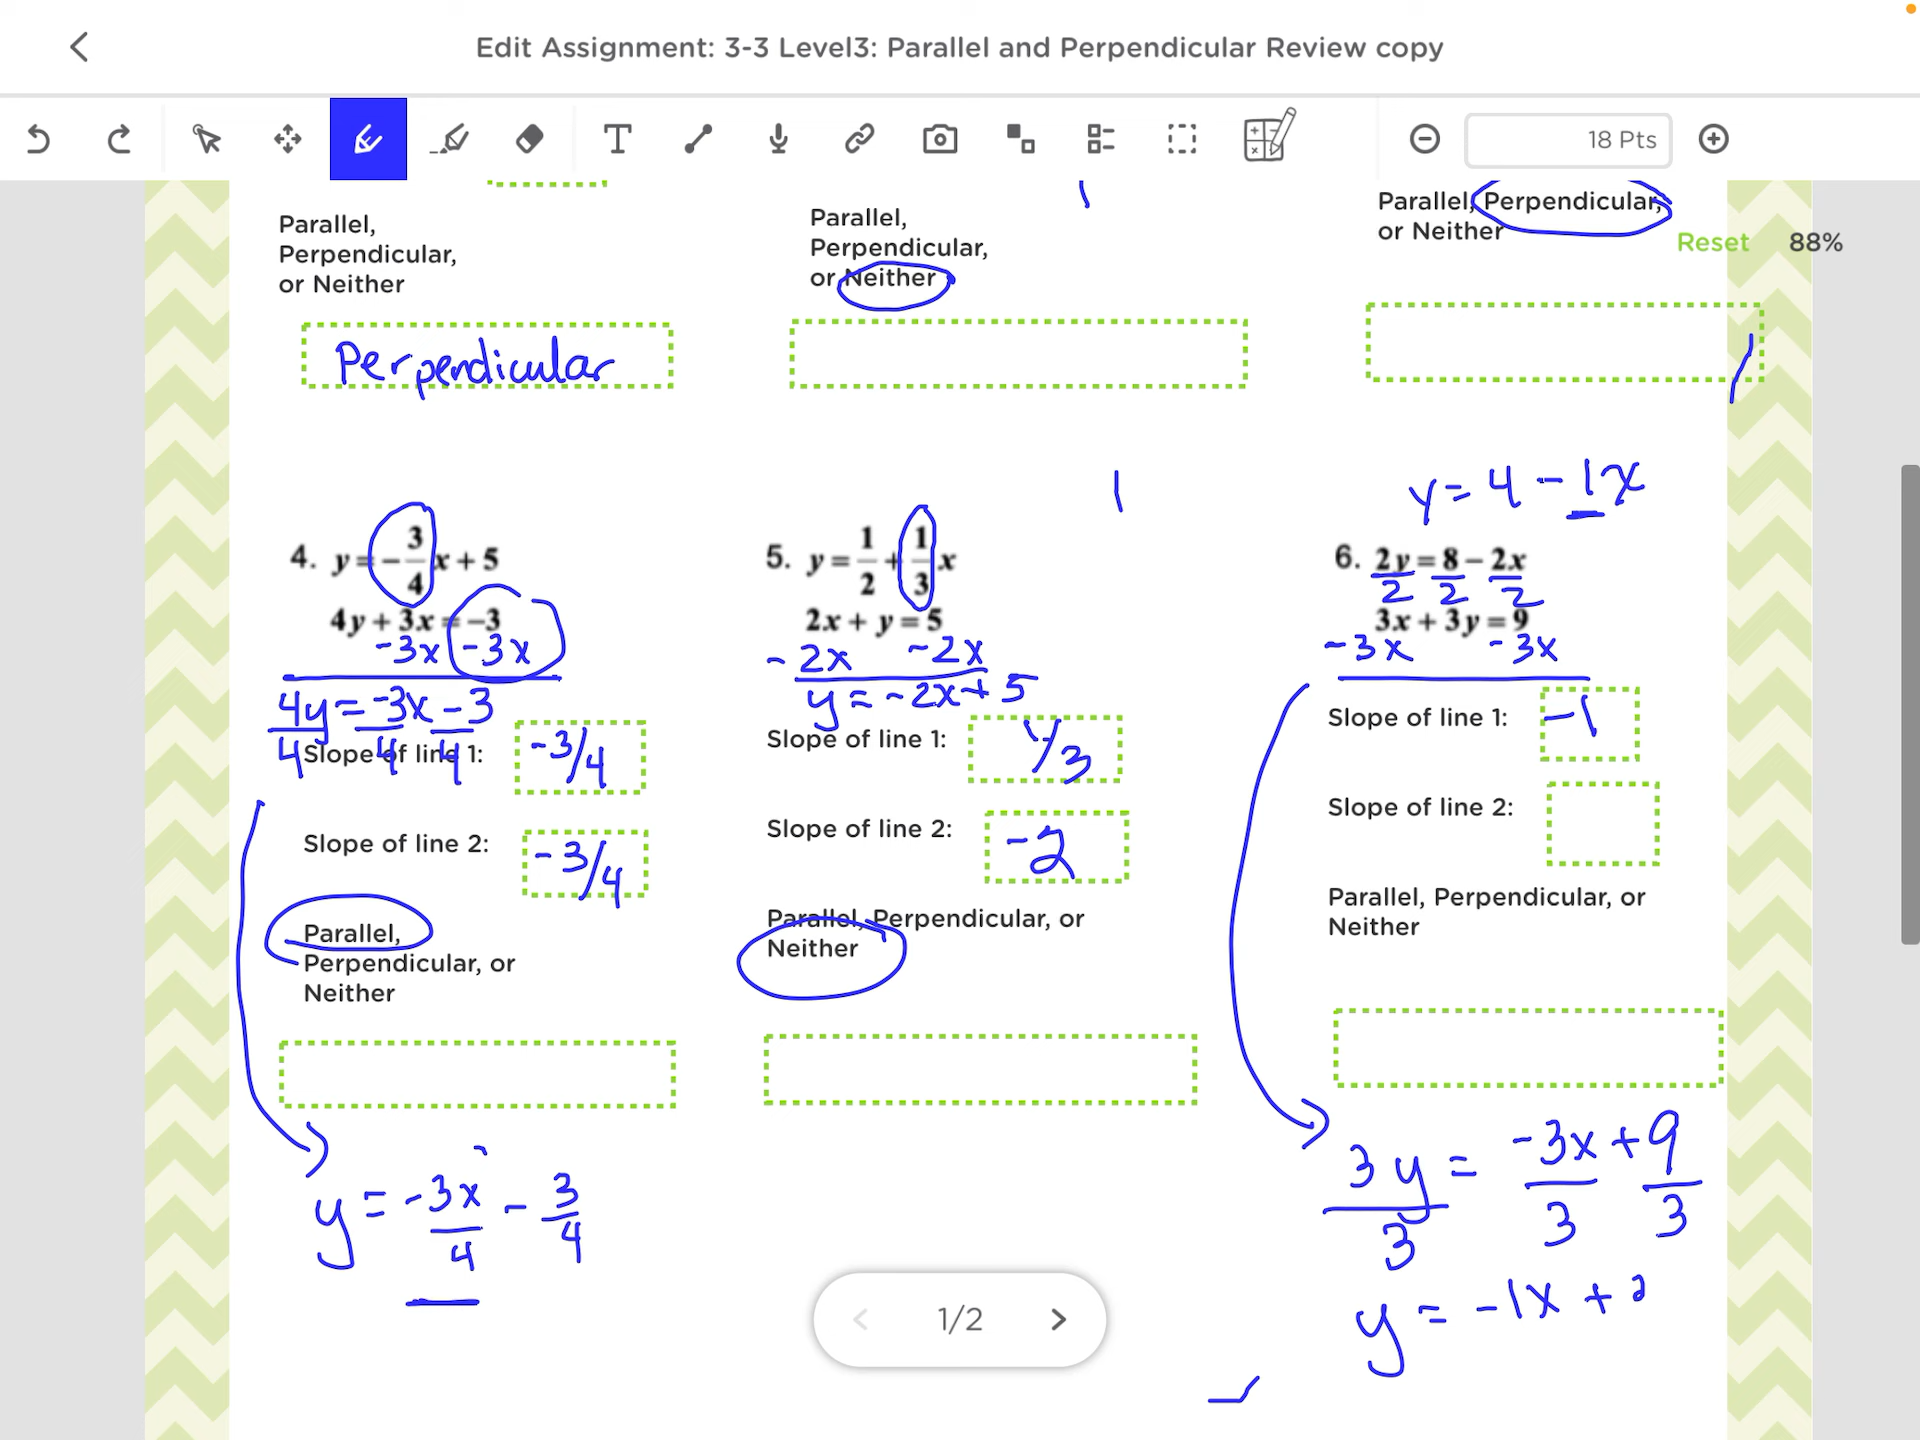 Edit Assignment: 3-3 Level3: Parallel and Perpendicular Review copy
18 Pts
Reset 88%
Parallel,
Perpendicular,
or Neither
Perpendicular
Parallel,
Perpendicular,
or Neither
Parallel, Perpendicular,
or Neither
4. y = -3/4 x + 5
4y + 3x = -3
-3x -3x
4y = -3x - 3
4 4 4
Slope of line 1: -3/4
Slope of line 2: -3/4
Parallel,
Perpendicular, or
Neither
y = -3x/4 - 3/4
5. y = 1/2 + 1/3 x
2x + y = 5
-2x -2x
y = -2x + 5
Slope of line 1: 1/3
Slope of line 2: -2
Parallel, Perpendicular, or
Neither
y = 4 - 1x
6. 2y = 8 - 2x
2 2 2
3x + 3y = 9
-3x -3x
Slope of line 1: -1
Slope of line 2:
Parallel, Perpendicular, or
Neither
3y = -3x + 9
3 3 3
y = -1x +
1/2